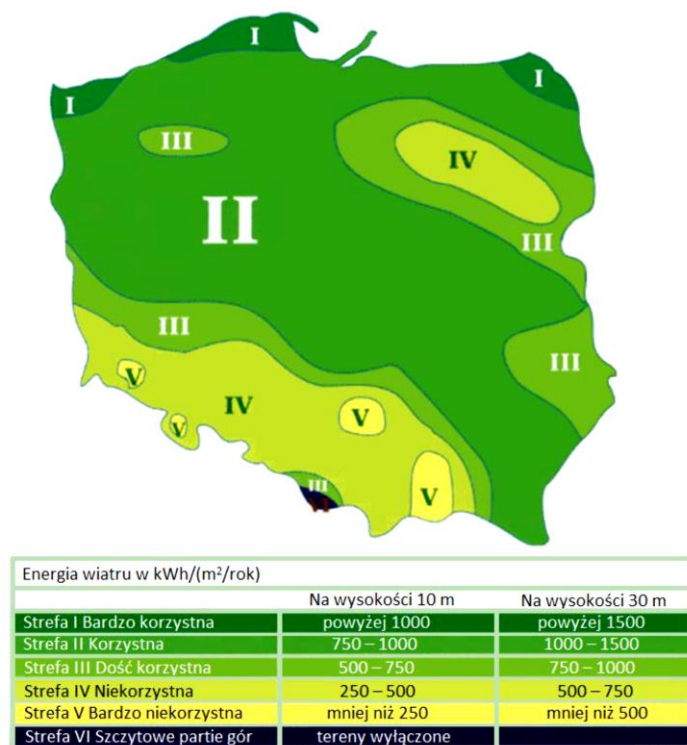 I
I
I
III
IV
II
III
III
III
V
IV
V
V
III
VI
V
Energia wiatru w kWh/(m²/rok)
Na wysokości 10 m Na wysokości 30 m
Strefa I Bardzo korzystna powyżej 1000 powyżej 1500
Strefa II Korzystna 750 – 1000 1000 – 1500
Strefa III Dość korzystna 500 – 750 750 – 1000
Strefa IV Niekorzystna 250 – 500 500 – 750
Strefa V Bardzo niekorzystna mniej niż 250 mniej niż 500
Strefa VI Szczytowe partie gór tereny wyłączone